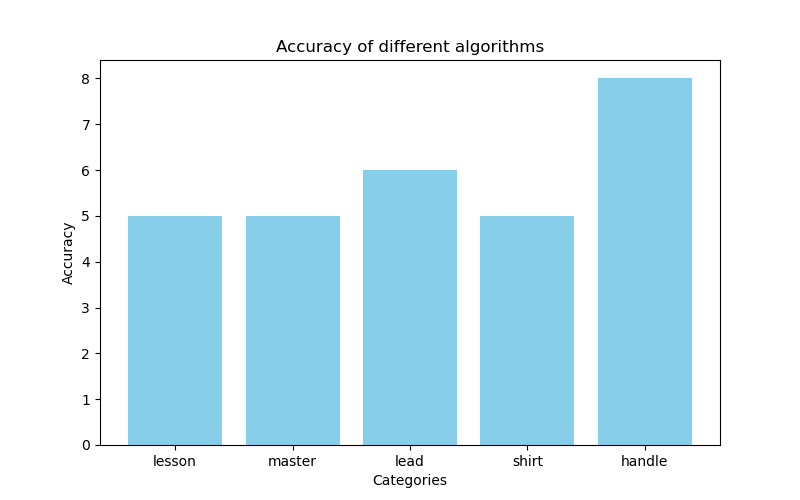 Accuracy of different algorithms
Accuracy
8
7
6
5
4
3
2
1
0
lesson master lead shirt handle
Categories